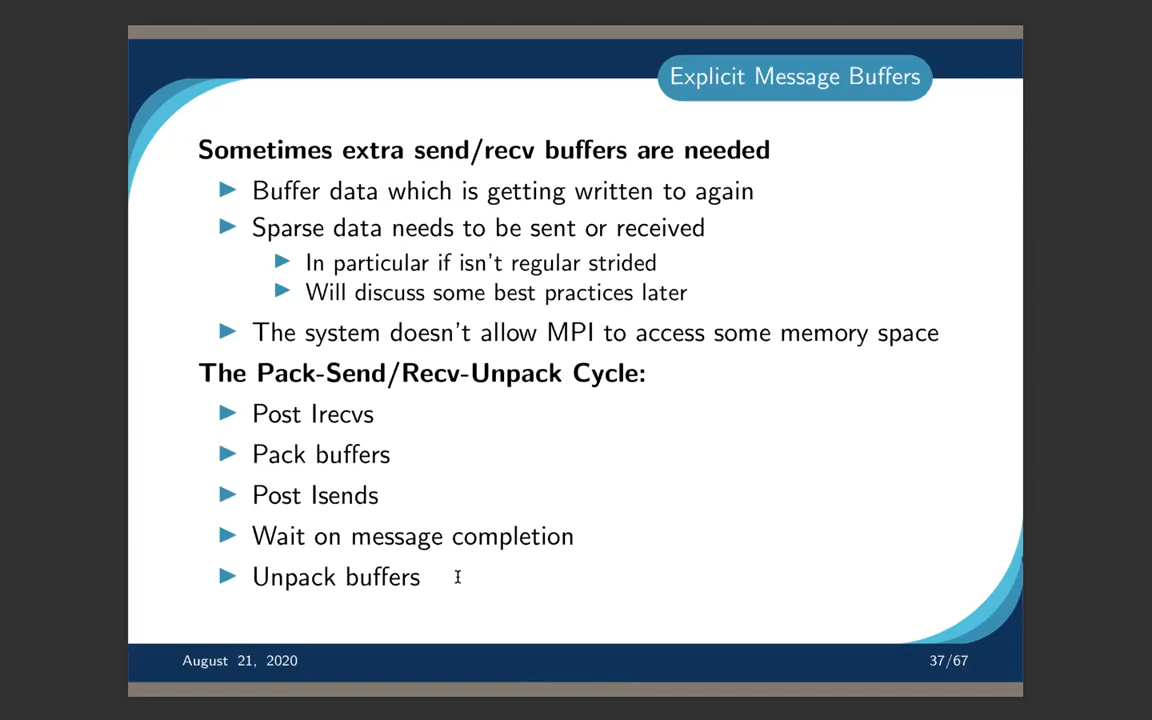 Explicit Message Buffers
Sometimes extra send/recv buffers are needed
Buffer data which is getting written to again
Sparse data needs to be sent or received
In particular if isn't regular strided
Will discuss some best practices later
The system doesn't allow MPI to access some memory space
The Pack-Send/Recv-Unpack Cycle:
Post Irecvs
Pack buffers
Post Isends
Wait on message completion
Unpack buffers
August 21, 2020
37/67